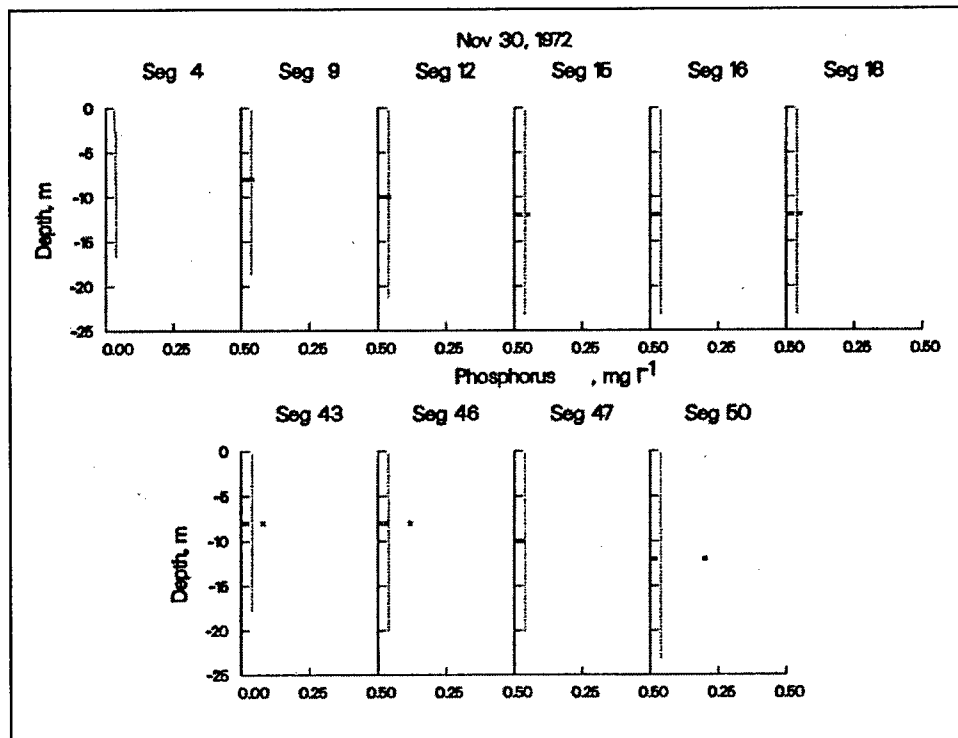 Nov 30, 1972
Seg 4 Seg 9 Seg 12 Seg 15 Seg 16 Seg 18
0
-5
-10
-15
-20
-25
Depth, m
0.00 0.25 0.50 0.25 0.50 0.25 0.50 0.25 0.50 0.25 0.50 0.25 0.50
Phosphorus , mg l⁻¹
Seg 43 Seg 46 Seg 47 Seg 50
0
-5
-10
-15
-20
-25
Depth, m
0.00 0.25 0.50 0.25 0.50 0.25 0.50 0.25 0.50